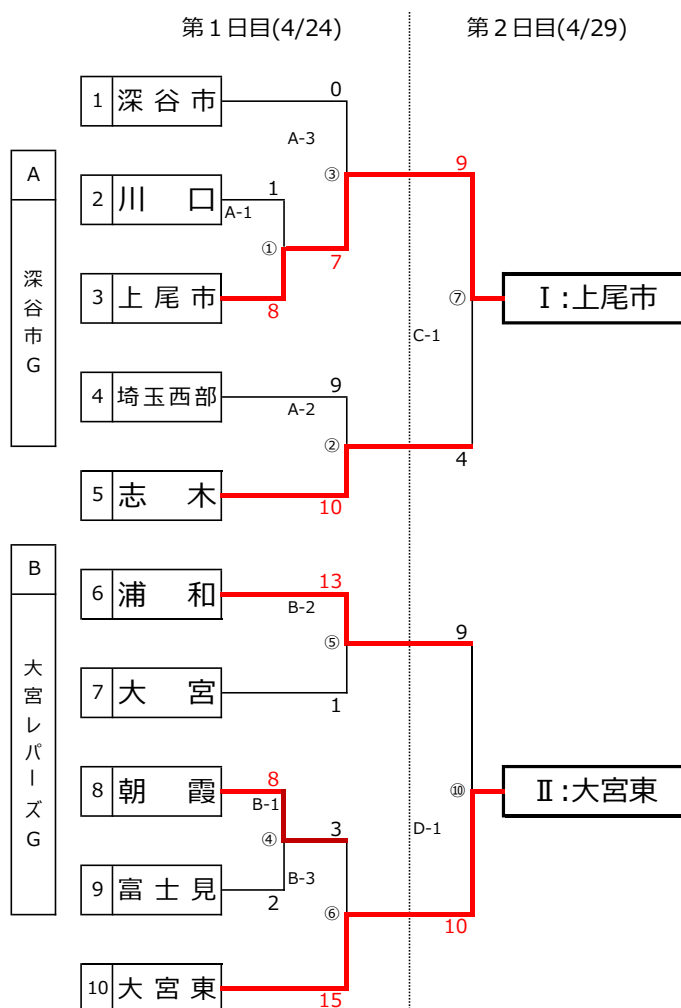 第１日目(4/24)
第２日目(4/29)
0
1 深谷市
A-3
A
9
③
2 川　口
1
A-1
①
7
深谷市G
3 上尾市
8
⑦
Ⅰ:上尾市
C-1
9
4 埼玉西部
A-2
②
4
5 志　木
10
B
13
6 浦　和
B-2
9
⑤
大宮レパーズG
7 大　宮
1
8
8 朝　霞
B-1
⑩
Ⅱ:大宮東
④
3
D-1
B-3
9 富士見
2
⑥
10
10 大宮東
15